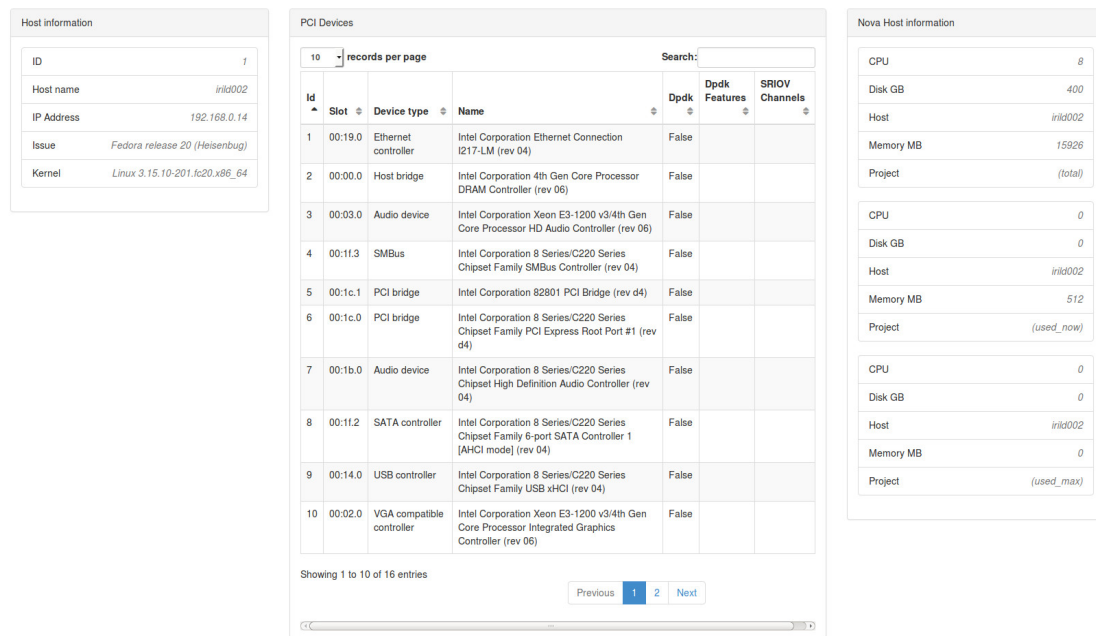 Host information
ID 1
Host name irild002
IP Address 192.168.0.14
Issue Fedora release 20 (Heisenbug)
Kernel Linux 3.15.10-201.fc20.x86_64
PCI Devices
10 records per page Search:
Id Slot Device type Name Dpdk Dpdk Features SRIOV Channels
1 00:19.0 Ethernet controller Intel Corporation Ethernet Connection I217-LM (rev 04) False
2 00:00.0 Host bridge Intel Corporation 4th Gen Core Processor DRAM Controller (rev 06) False
3 00:03.0 Audio device Intel Corporation Xeon E3-1200 v3/4th Gen Core Processor HD Audio Controller (rev 06) False
4 00:1f.3 SMBus Intel Corporation 8 Series/C220 Series Chipset Family SMBus Controller (rev 04) False
5 00:1c.1 PCI bridge Intel Corporation 82801 PCI Bridge (rev d4) False
6 00:1c.0 PCI bridge Intel Corporation 8 Series/C220 Series Chipset Family PCI Express Root Port #1 (rev d4) False
7 00:1b.0 Audio device Intel Corporation 8 Series/C220 Series Chipset High Definition Audio Controller (rev 04) False
8 00:1f.2 SATA controller Intel Corporation 8 Series/C220 Series Chipset Family 6-port SATA Controller 1 [AHCI mode] (rev 04) False
9 00:14.0 USB controller Intel Corporation 8 Series/C220 Series Chipset Family USB xHCI (rev 04) False
10 00:02.0 VGA compatible controller Intel Corporation Xeon E3-1200 v3/4th Gen Core Processor Integrated Graphics Controller (rev 06) False
Showing 1 to 10 of 16 entries
Previous 1 2 Next
Nova Host information
CPU 8
Disk GB 400
Host irild002
Memory MB 15926
Project (total)
CPU 0
Disk GB 0
Host irild002
Memory MB 512
Project (used_now)
CPU 0
Disk GB 0
Host irild002
Memory MB 0
Project (used_max)